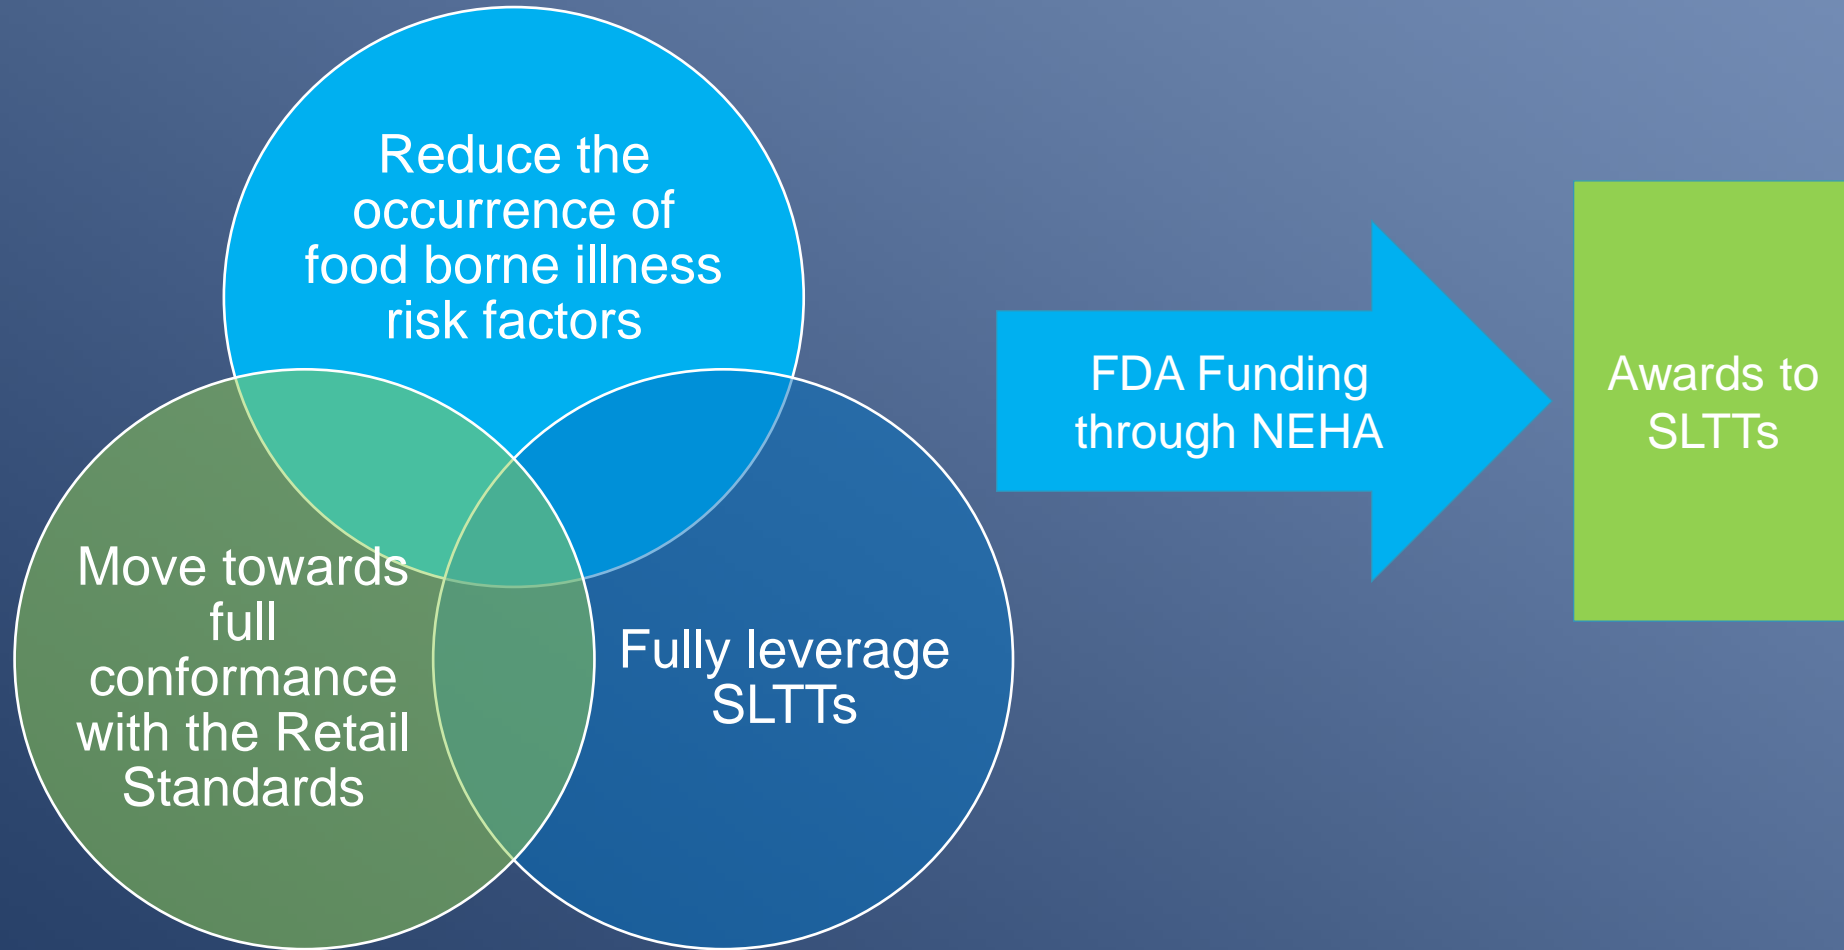 Reduce the
occurrence of
food borne illness
risk factors
Move towards
full
conformance
with the Retail
Standards
Fully leverage
SLTTs
FDA Funding
through NEHA
Awards to
SLTTs